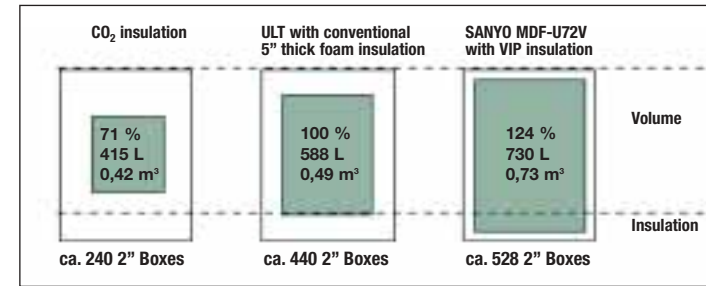 CO₂ insulation
ULT with conventional
5” thick foam insulation
SANYO MDF-U72V
with VIP insulation
71 %
415 L
0,42 m³
100 %
588 L
0,49 m³
124 %
730 L
0,73 m³
Volume
Insulation
ca. 240 2” Boxes
ca. 440 2” Boxes
ca. 528 2” Boxes